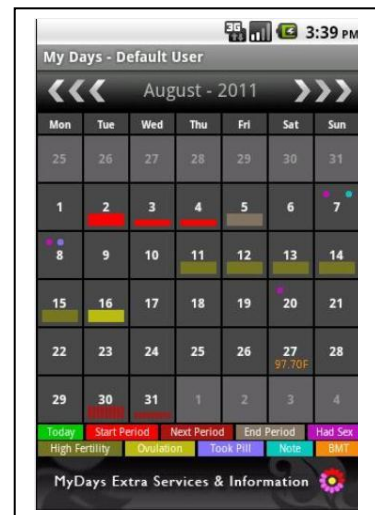 3G 3:39 PM
My Days - Default User
August - 2011
Mon Tue Wed Thu Fri Sat Sun
25 26 27 28 29 30 31
1 2 3 4 5 6 7
8 9 10 11 12 13 14
15 16 17 18 19 20 21
22 23 24 25 26 27 28
97.70F
29 30 31 1 2 3 4
Today Start Period Next Period End Period Had Sex
High Fertility Ovulation Took Pill Note BMT
MyDays Extra Services & Information